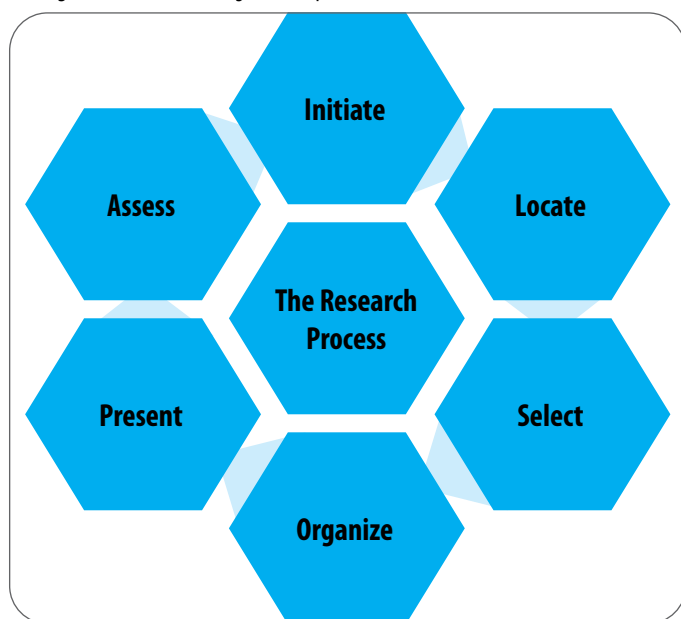 Initiate
Assess
Locate
The Research
Process
Present
Select
Organize